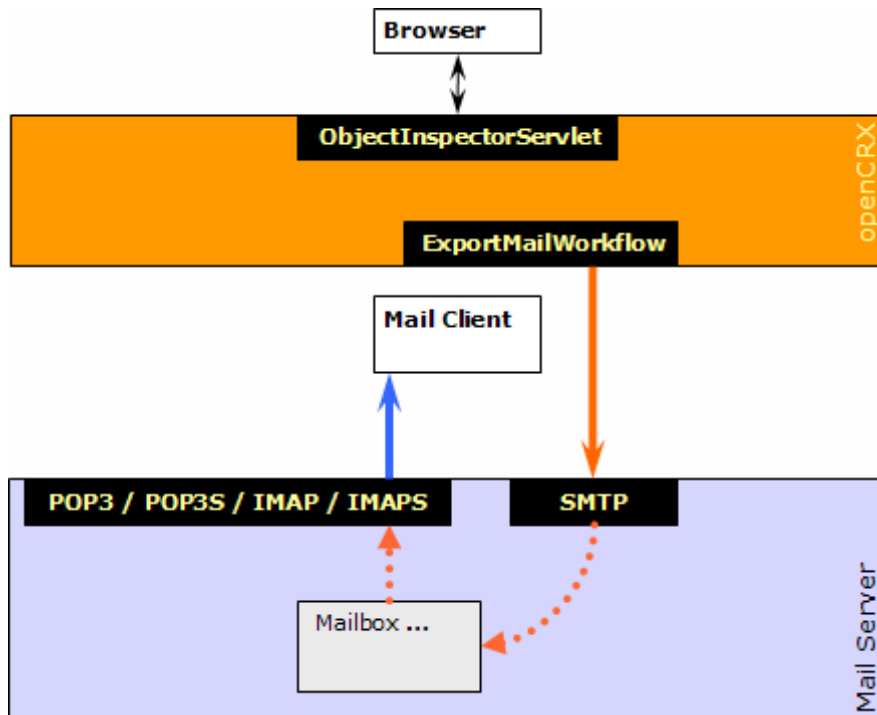 Browser
ObjectInspectorServlet
openCRX
ExportMailWorkflow
Mail Client
POP3 / POP3S / IMAP / IMAPS
SMTP
Mailbox ...
Mail Server